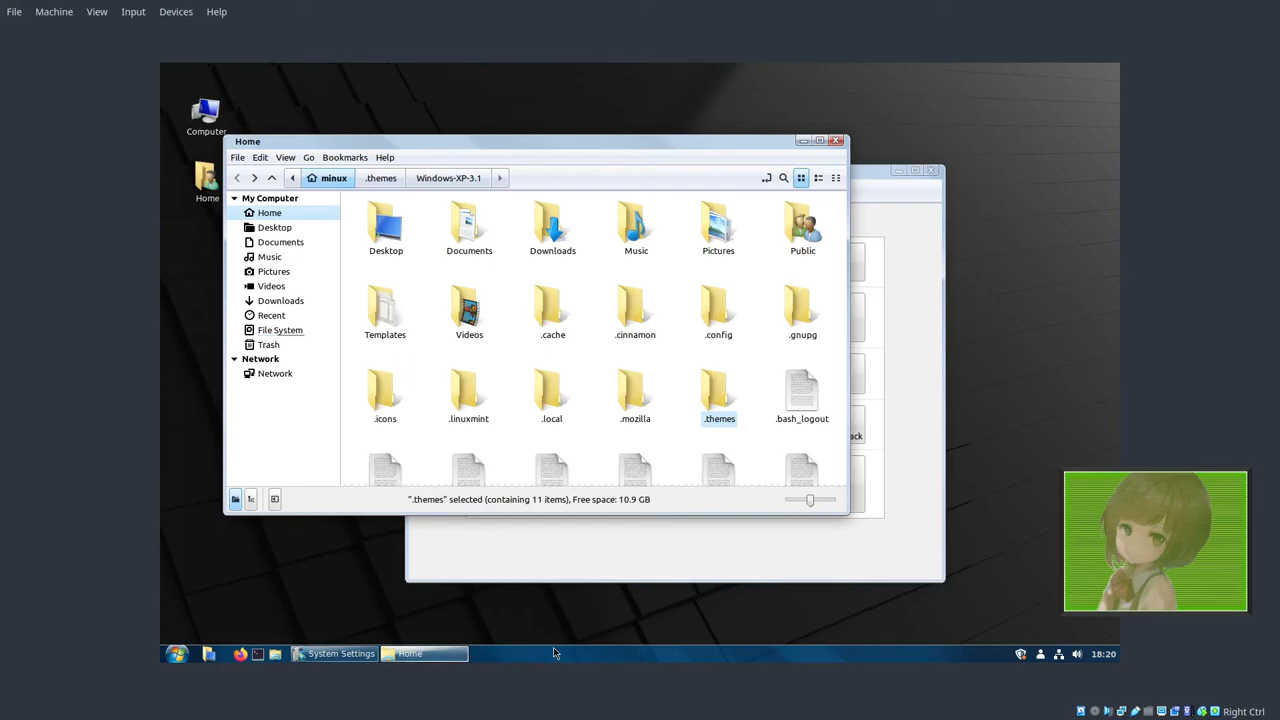 File Machine View Input Devices Help
Computer
Home
Home
File Edit View Go Bookmarks Help
minux .themes Windows-XP-3.1
My Computer
Home
Desktop
Documents
Music
Pictures
Videos
Downloads
Recent
File System
Trash
Network
Network
Desktop Documents Downloads Music Pictures Public
Templates Videos .cache .cinnamon .config .gnupg
.icons .linuxmint .local .mozilla .themes .bash_logout
ack
".themes" selected (containing 11 items), Free space: 10.9 GB
System Settings Home 18:20
Right Ctrl